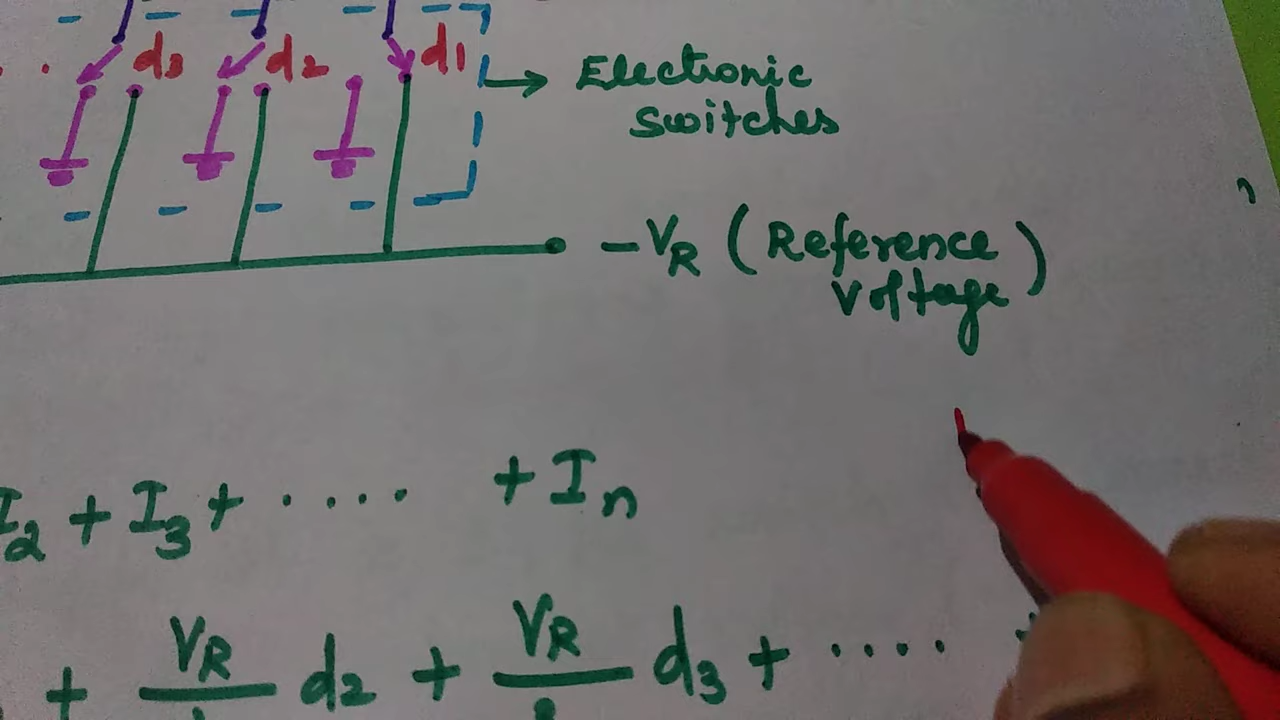 d3 d2 d1
Electronic
Switches
-VR (Reference
Voltage)
I2 + I3 + .... + In
+ VR d2 + VR d3 + ....